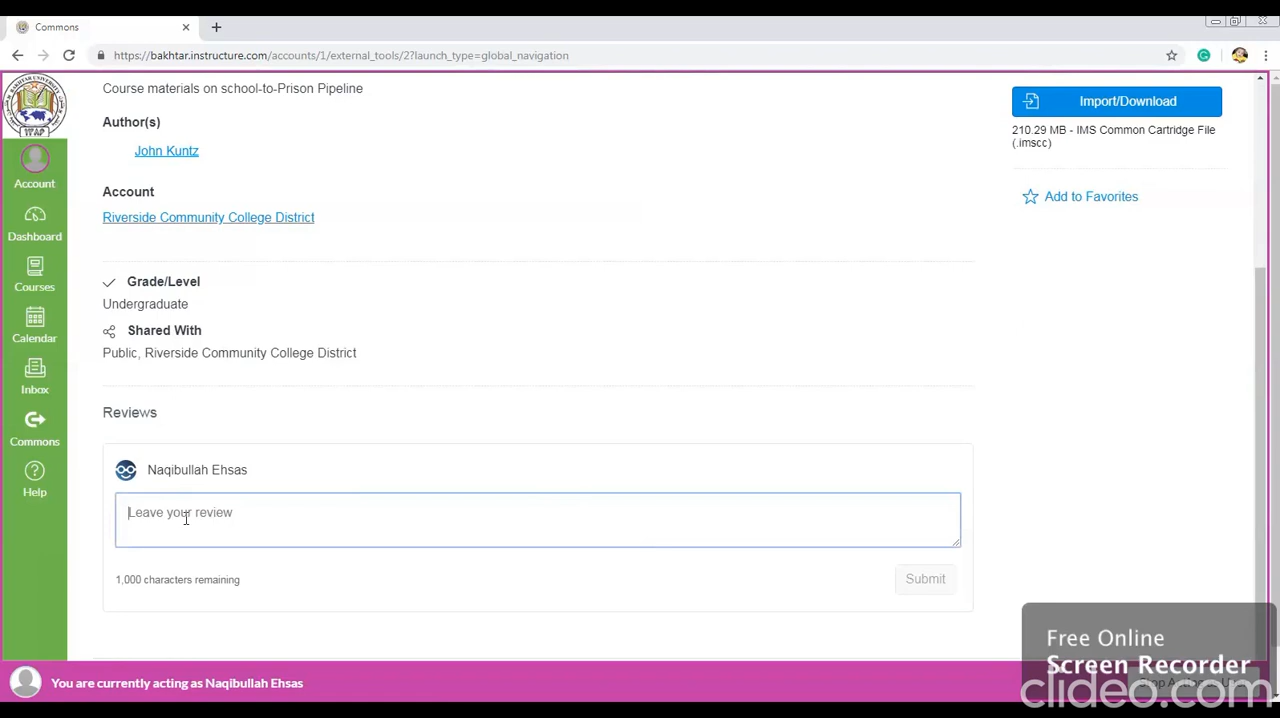 Commons
https://bakhtar.instructure.com/accounts/1/external_tools/2?launch_type=global_navigation
Course materials on school-to-Prison Pipeline
Author(s)
John Kuntz
Account
Riverside Community College District
Grade/Level
Undergraduate
Shared With
Public, Riverside Community College District
Reviews
Naqibullah Ehsas
Leave your review
1,000 characters remaining
Submit
Import/Download
210.29 MB - IMS Common Cartridge File
(.imscc)
Add to Favorites
Account
Dashboard
Courses
Calendar
Inbox
Commons
Help
You are currently acting as Naqibullah Ehsas
Free Online
Screen Recorder
clideo.com